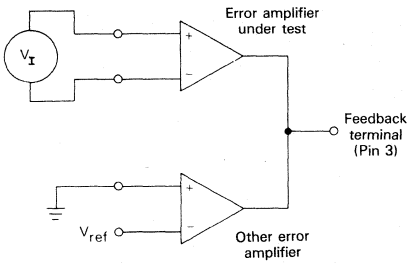 Error amplifier
under test
+
−
V_I
Feedback
terminal
(Pin 3)
+
−
V_ref
Other error
amplifier